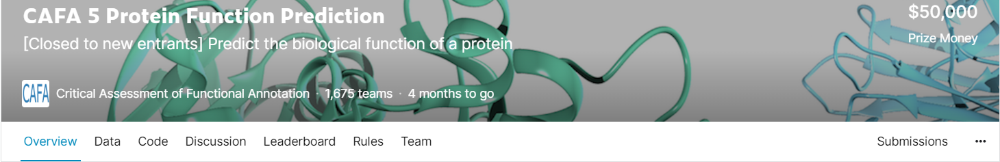 CAFA 5 Protein Function Prediction
$50,000
[Closed to new entrants] Predict the biological function of a protein
Prize Money
CAFA Critical Assessment of Functional Annotation · 1,675 teams · 4 months to go
Overview Data Code Discussion Leaderboard Rules Team Submissions ···